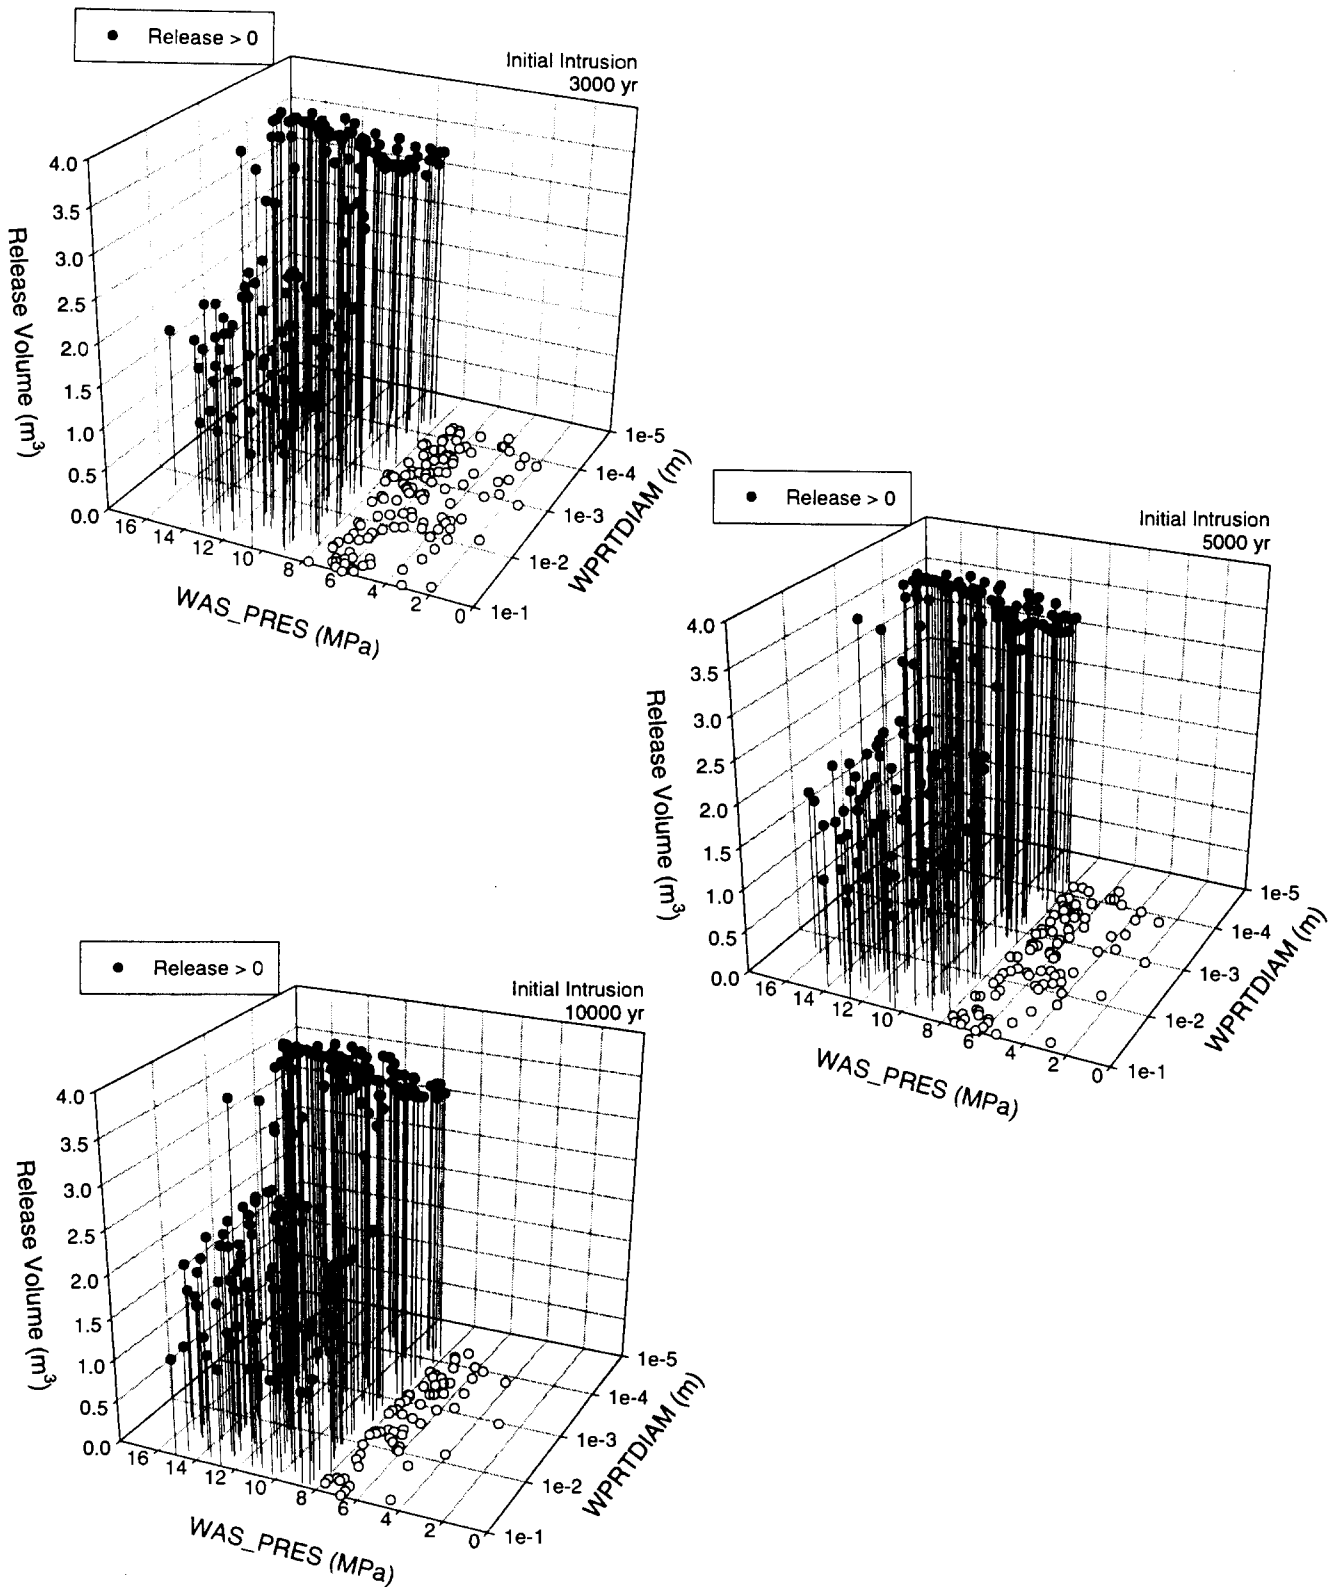 Release > 0
Initial Intrusion
3000 yr
4.0
3.5
3.0
2.5
2.0
1.5
1.0
0.5
0.0
Release Volume (m³)
16
14
12
10
8
6
4
2
0
WAS_PRES (MPa)
1e-5
1e-4
1e-3
1e-2
1e-1
WPRTDIAM (m)
Release > 0
Initial Intrusion
5000 yr
4.0
3.5
3.0
2.5
2.0
1.5
1.0
0.5
0.0
Release Volume (m³)
16
14
12
10
8
6
4
2
0
WAS_PRES (MPa)
1e-5
1e-4
1e-3
1e-2
1e-1
WPRTDIAM (m)
Release > 0
Initial Intrusion
10000 yr
4.0
3.5
3.0
2.5
2.0
1.5
1.0
0.5
0.0
Release Volume (m³)
16
14
12
10
8
6
4
2
0
WAS_PRES (MPa)
1e-5
1e-4
1e-3
1e-2
1e-1
WPRTDIAM (m)